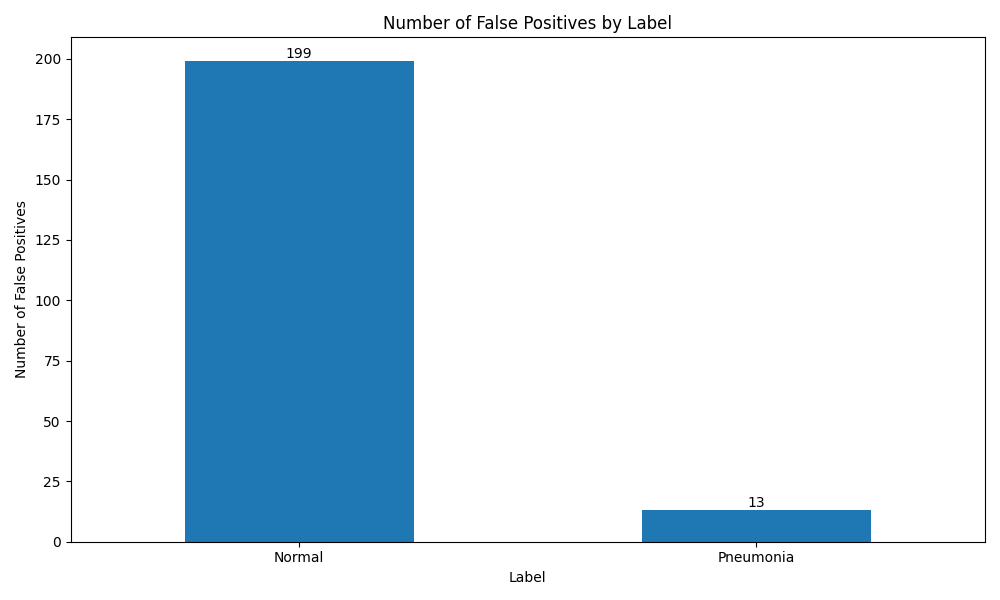 Number of False Positives by Label
199
13
Number of False Positives
200
175
150
125
100
75
50
25
0
Normal
Pneumonia
Label